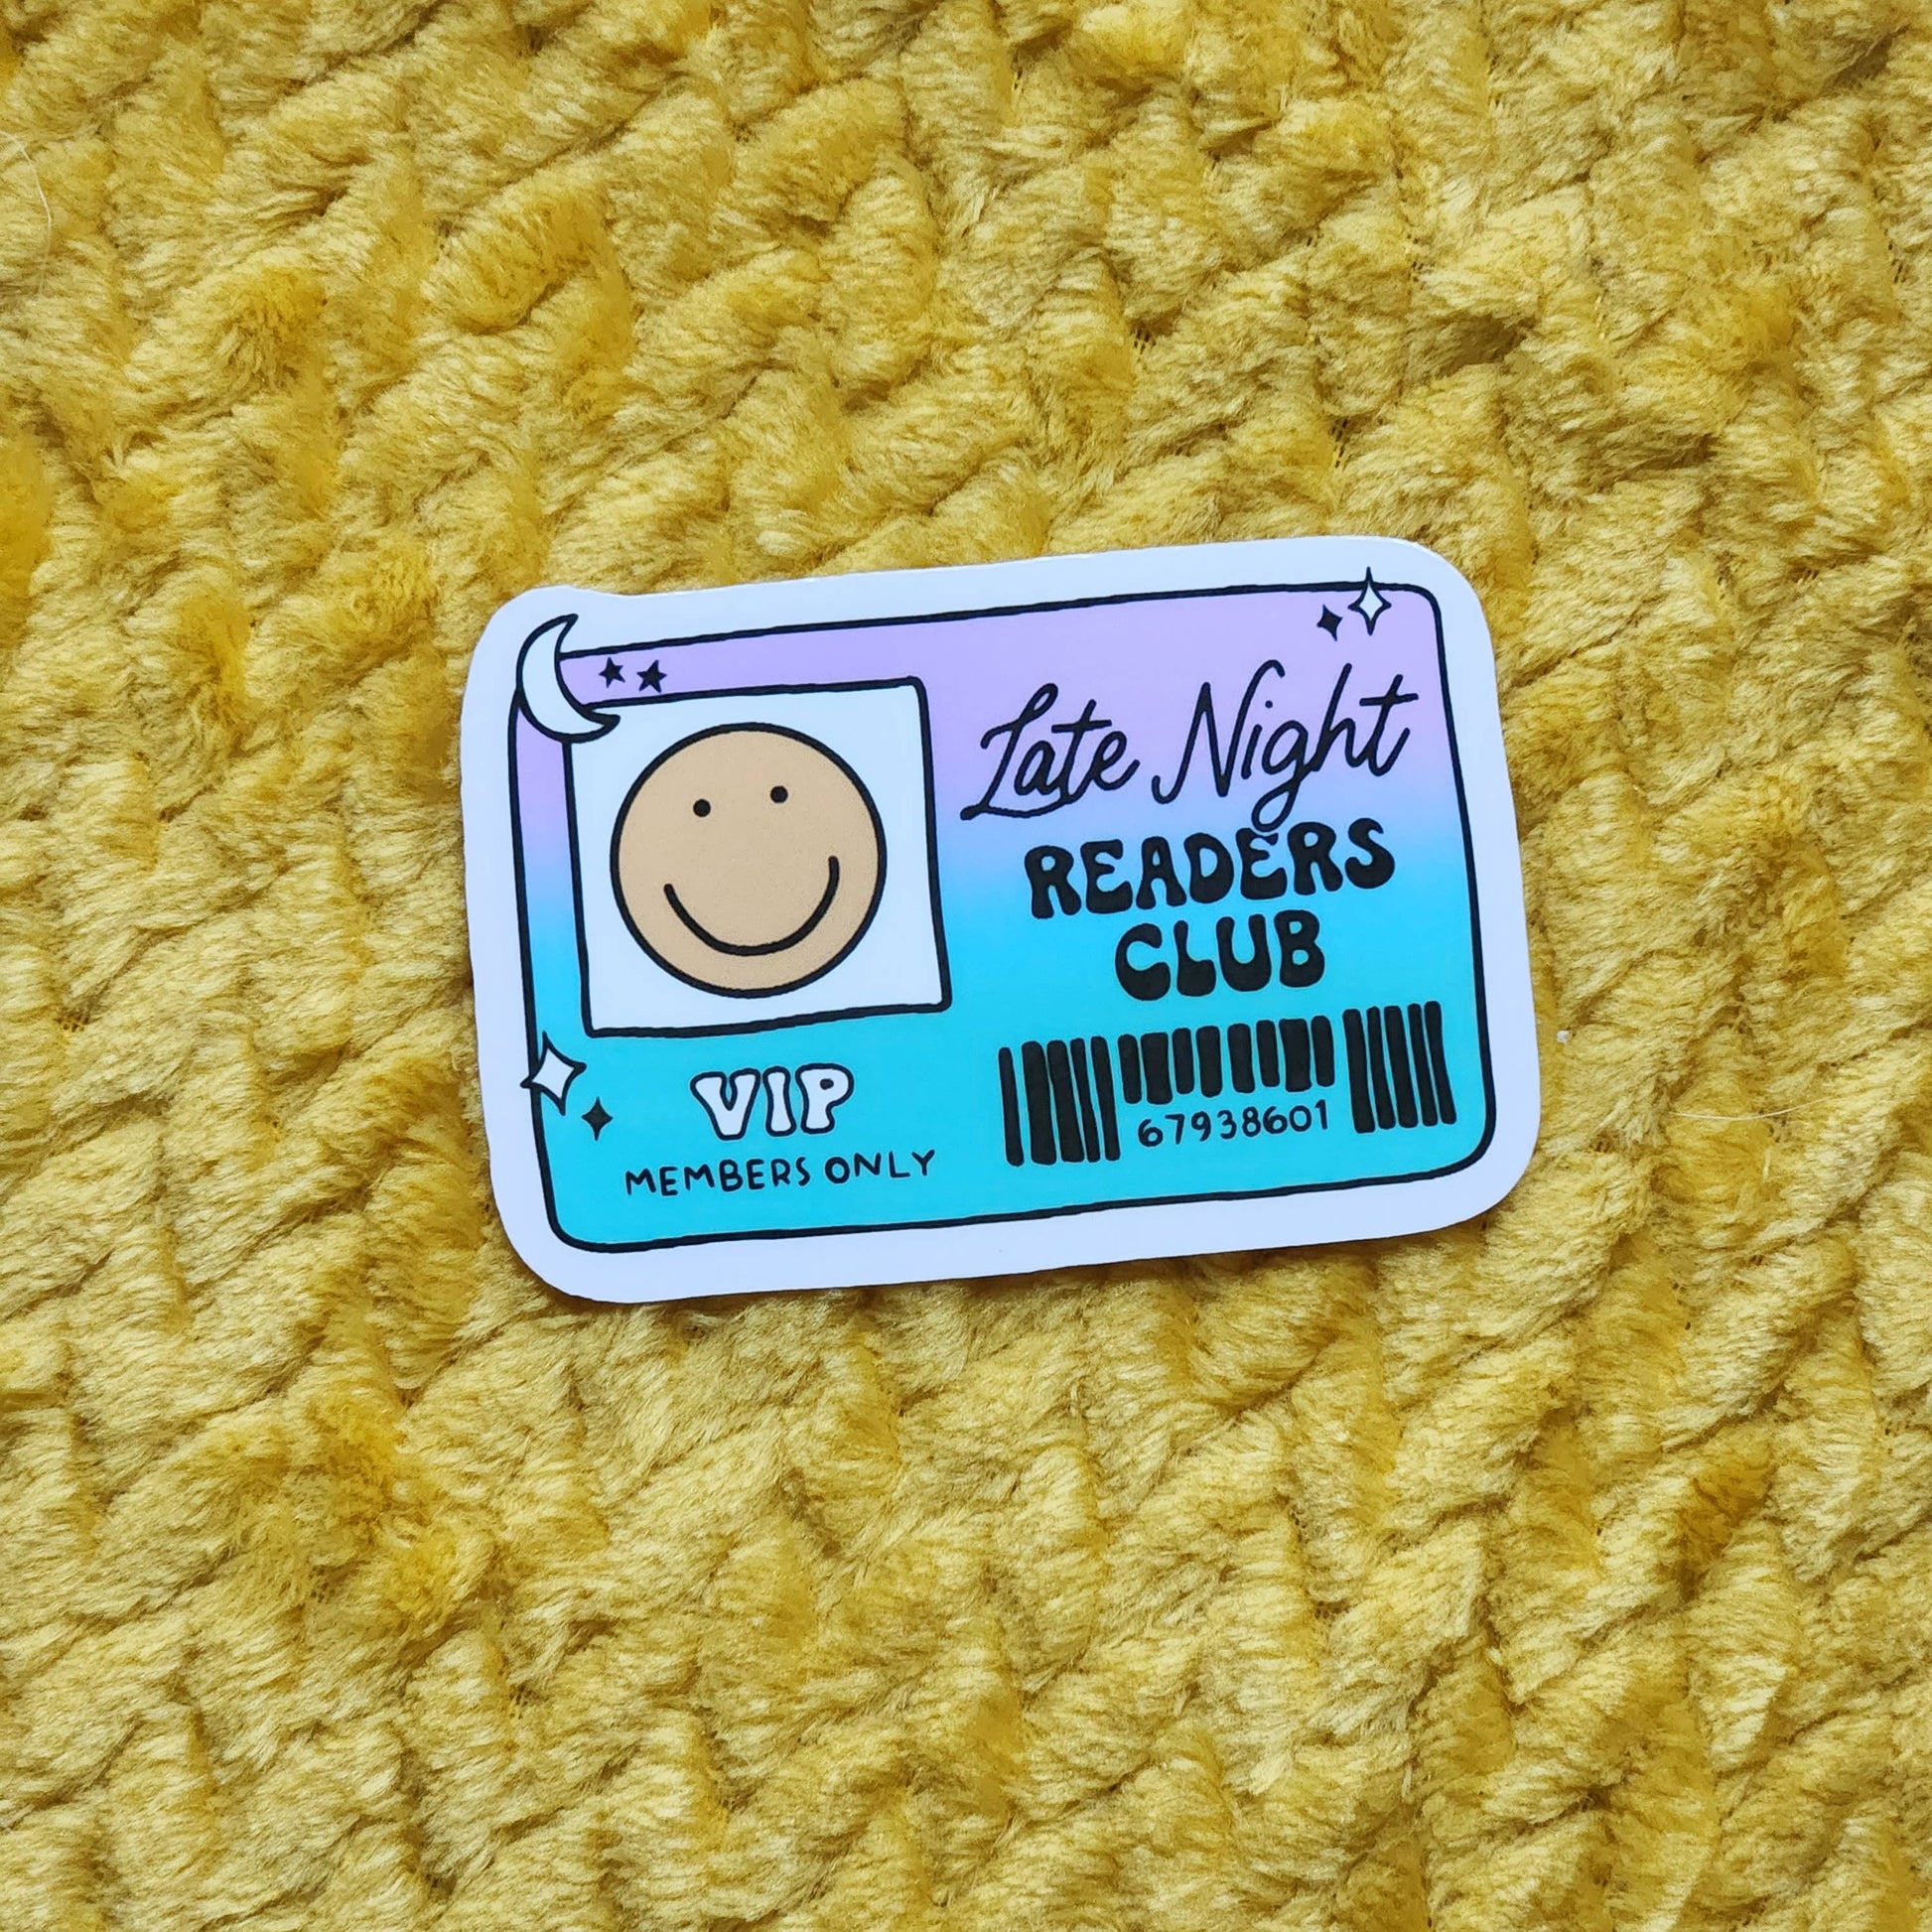 Late Night
READERS
CLUB
67938601
VIP
MEMBERS ONLY